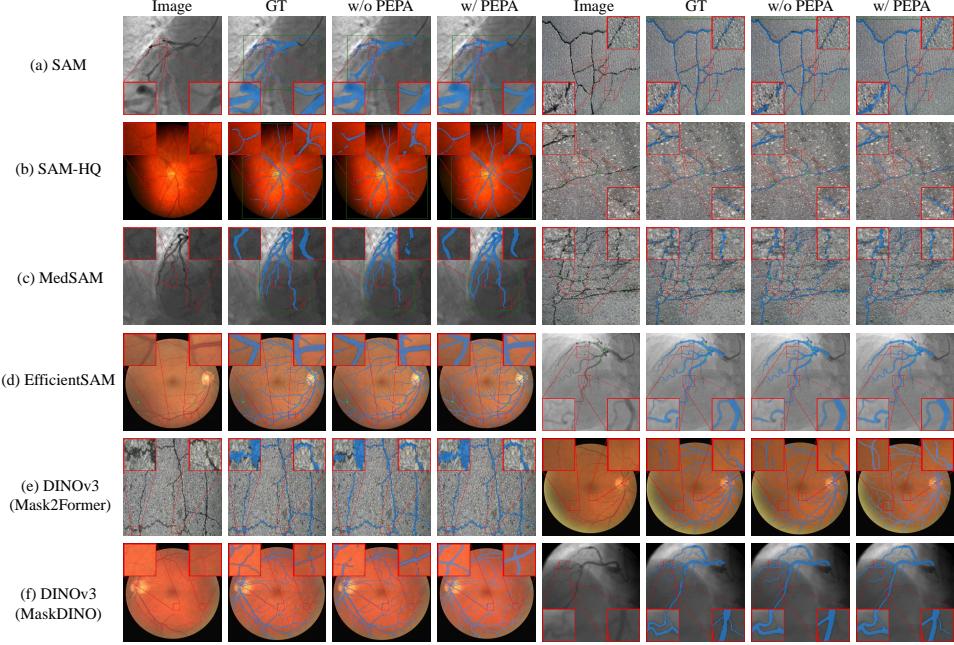 Image GT w/o PEPA w/ PEPA Image GT w/o PEPA w/ PEPA
(a) SAM
(b) SAM-HQ
(c) MedSAM
(d) EfficientSAM
(e) DINOv3
(Mask2Former)
(f) DINOv3
(MaskDINO)